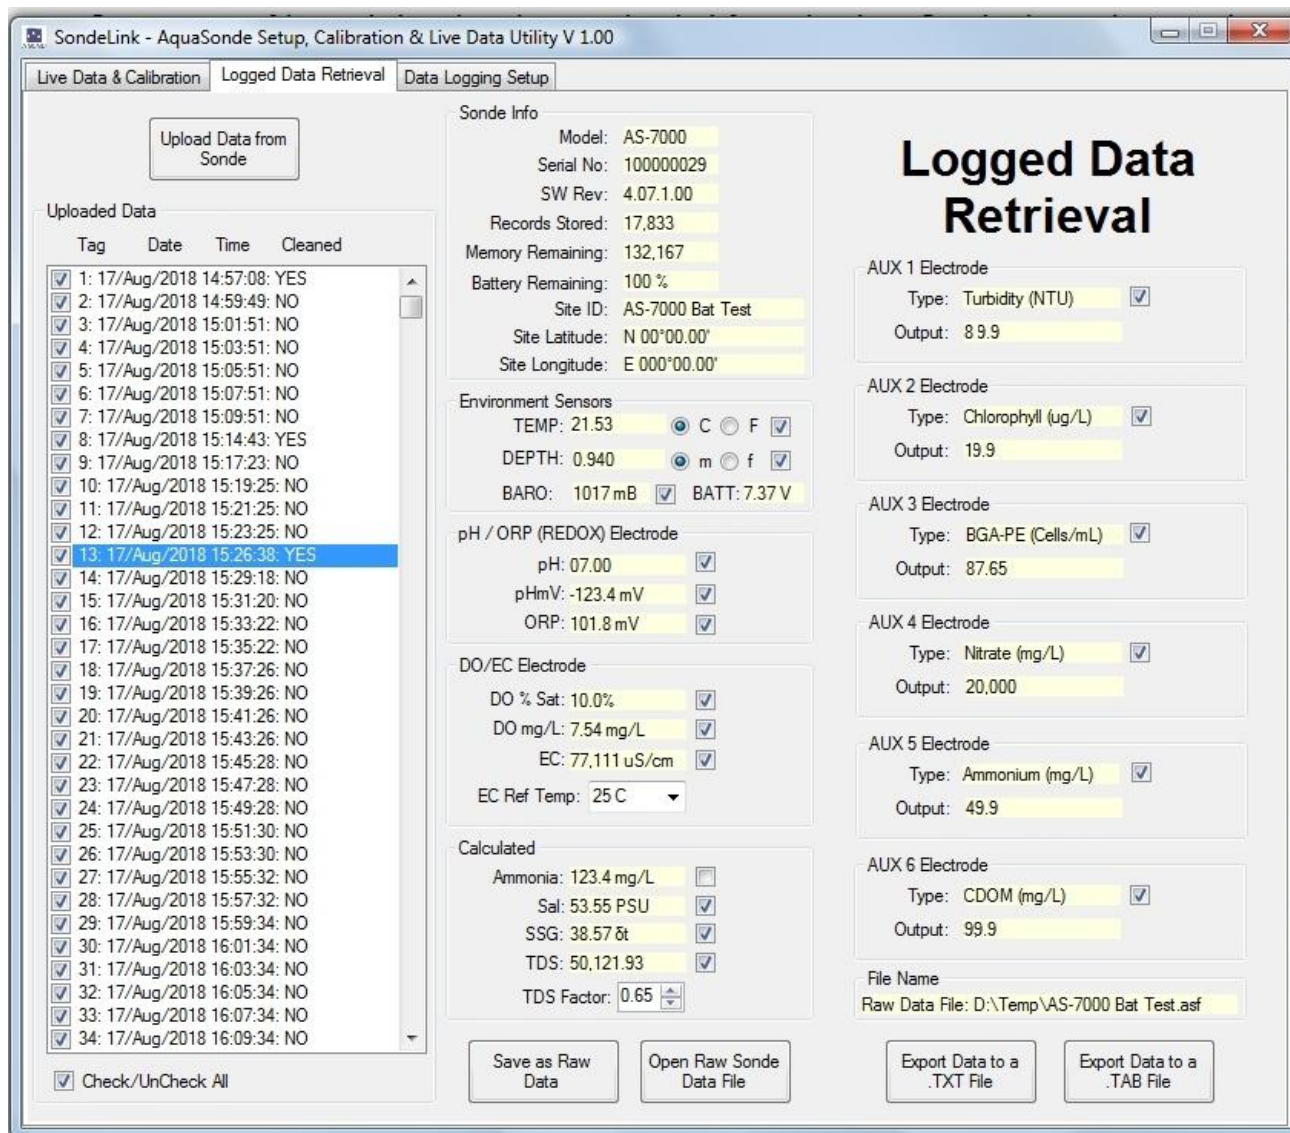 SondeLink - AquaSonde Setup, Calibration & Live Data Utility V 1.00
Live Data & Calibration
Logged Data Retrieval
Data Logging Setup
Upload Data from
Sonde
Uploaded Data
Tag Date Time Cleaned
1: 17/Aug/2018 14:57:08: YES
2: 17/Aug/2018 14:59:49: NO
3: 17/Aug/2018 15:01:51: NO
4: 17/Aug/2018 15:03:51: NO
5: 17/Aug/2018 15:05:51: NO
6: 17/Aug/2018 15:07:51: NO
7: 17/Aug/2018 15:09:51: NO
8: 17/Aug/2018 15:14:43: YES
9: 17/Aug/2018 15:17:23: NO
10: 17/Aug/2018 15:19:25: NO
11: 17/Aug/2018 15:21:25: NO
12: 17/Aug/2018 15:23:25: NO
13: 17/Aug/2018 15:26:38: YES
14: 17/Aug/2018 15:29:18: NO
15: 17/Aug/2018 15:31:20: NO
16: 17/Aug/2018 15:33:22: NO
17: 17/Aug/2018 15:35:22: NO
18: 17/Aug/2018 15:37:26: NO
19: 17/Aug/2018 15:39:26: NO
20: 17/Aug/2018 15:41:26: NO
21: 17/Aug/2018 15:43:26: NO
22: 17/Aug/2018 15:45:28: NO
23: 17/Aug/2018 15:47:28: NO
24: 17/Aug/2018 15:49:28: NO
25: 17/Aug/2018 15:51:30: NO
26: 17/Aug/2018 15:53:30: NO
27: 17/Aug/2018 15:55:32: NO
28: 17/Aug/2018 15:57:32: NO
29: 17/Aug/2018 15:59:34: NO
30: 17/Aug/2018 16:01:34: NO
31: 17/Aug/2018 16:03:34: NO
32: 17/Aug/2018 16:05:34: NO
33: 17/Aug/2018 16:07:34: NO
34: 17/Aug/2018 16:09:34: NO
Check/UnCheck All
Sonde Info
Model: AS-7000
Serial No: 100000029
SW Rev: 4.07.1.00
Records Stored: 17,833
Memory Remaining: 132,167
Battery Remaining: 100 %
Site ID: AS-7000 Bat Test
Site Latitude: N 00°00.00'
Site Longitude: E 000°00.00'
Environment Sensors
TEMP: 21.53 C F
DEPTH: 0.940 m f
BARO: 1017 mB BATT: 7.37 V
pH / ORP (REDOX) Electrode
pH: 07.00
pHmV: -123.4 mV
ORP: 101.8 mV
DO/EC Electrode
DO % Sat: 10.0%
DO mg/L: 7.54 mg/L
EC: 77,111 uS/cm
EC Ref Temp: 25 C
Calculated
Ammonia: 123.4 mg/L
Sal: 53.55 PSU
SSG: 38.57 δt
TDS: 50,121.93
TDS Factor: 0.65
Save as Raw
Data
Open Raw Sonde
Data File
Logged Data
Retrieval
AUX 1 Electrode
Type: Turbidity (NTU)
Output: 8 9.9
AUX 2 Electrode
Type: Chlorophyll (ug/L)
Output: 19.9
AUX 3 Electrode
Type: BGA-PE (Cells/mL)
Output: 87.65
AUX 4 Electrode
Type: Nitrate (mg/L)
Output: 20,000
AUX 5 Electrode
Type: Ammonium (mg/L)
Output: 49.9
AUX 6 Electrode
Type: CDOM (mg/L)
Output: 99.9
File Name
Raw Data File: D:\Temp\AS-7000 Bat Test.asf
Export Data to a
.TXT File
Export Data to a
.TAB File